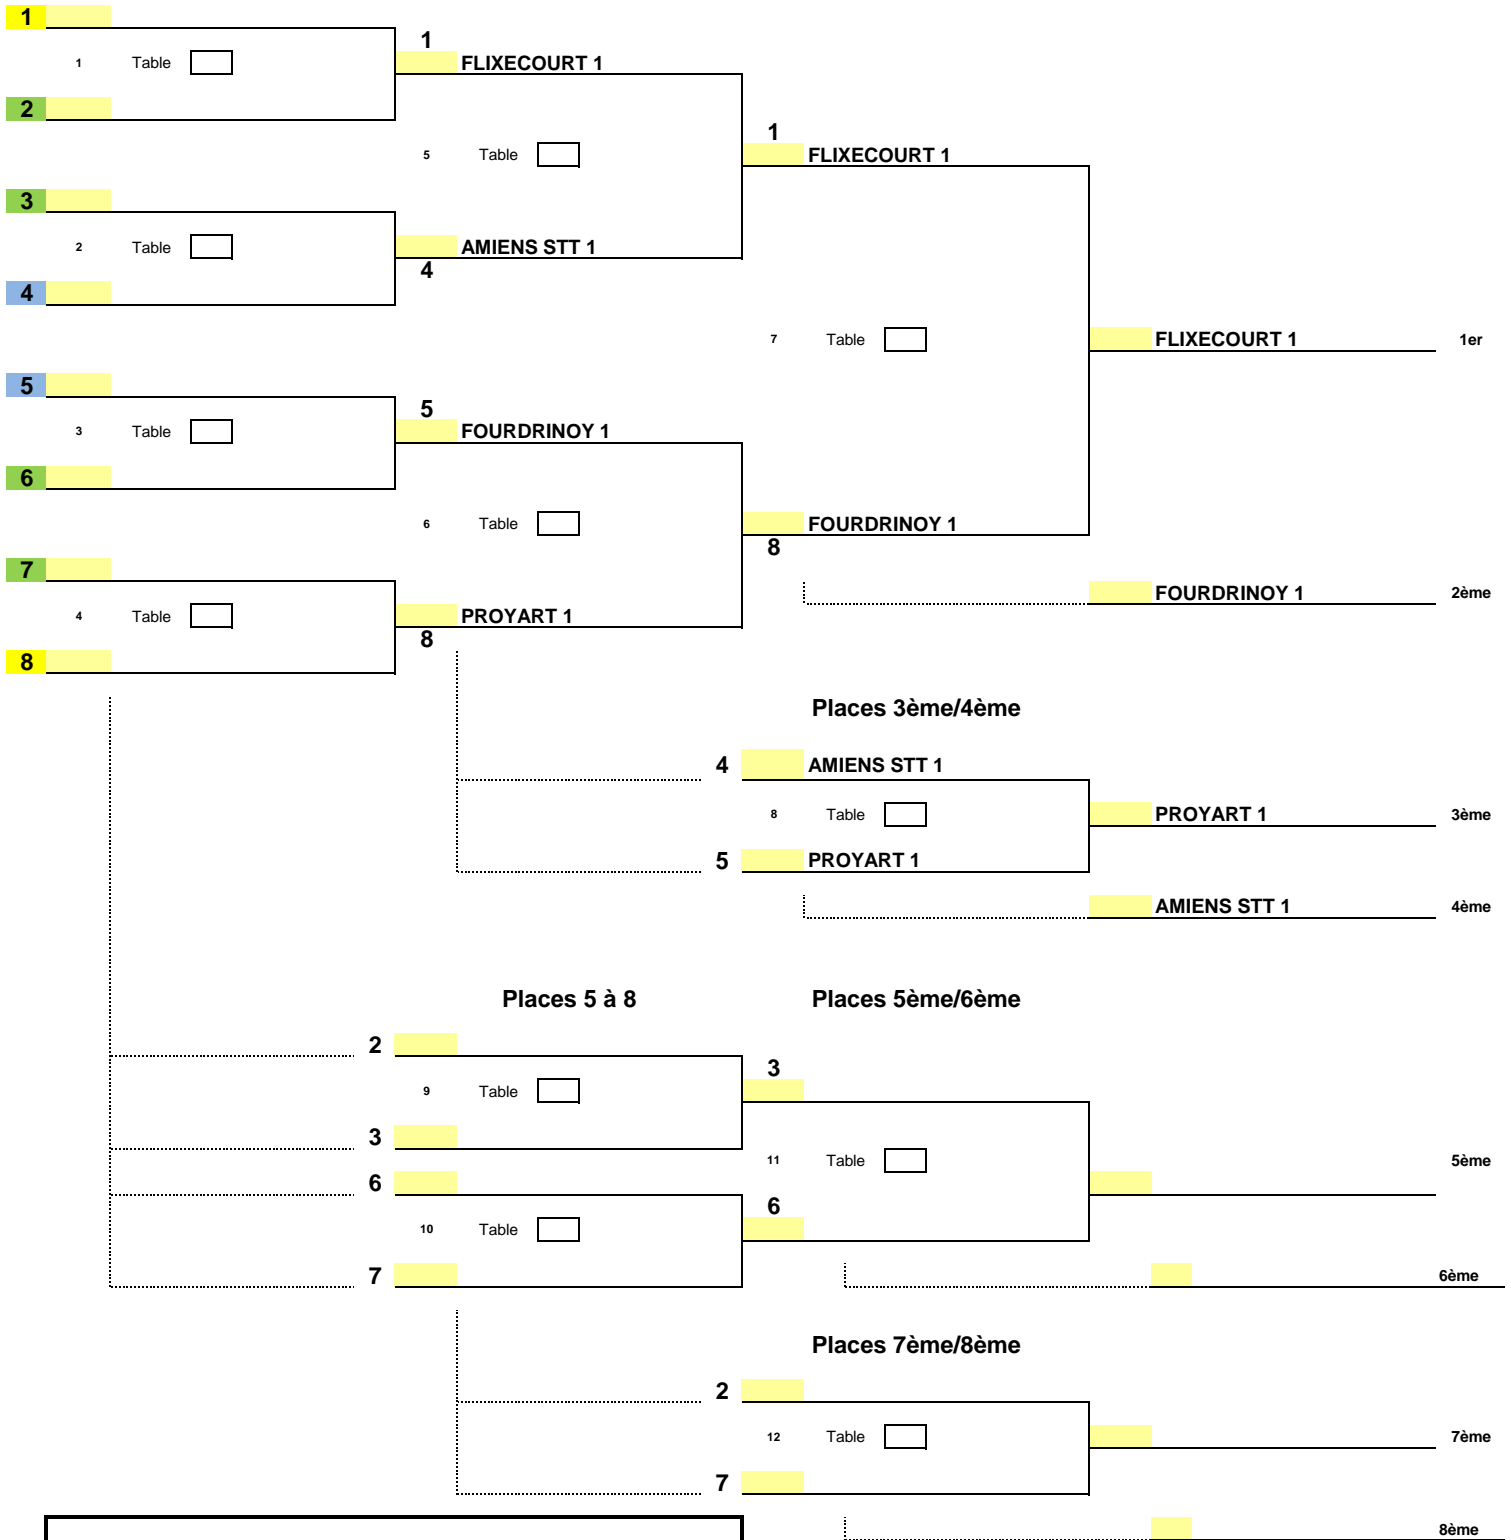 1
1
1 Table FLIXECOURT 1
2
1
5 Table FLIXECOURT 1
3
2 Table AMIENS STT 1
4
4
7 Table FLIXECOURT 1 1er
5
5
3 Table FOURDRINOY 1
6
6 Table FOURDRINOY 1
8
7
FOURDRINOY 1 2ème
4 Table PROYART 1
8
8
Places 3ème/4ème
4 AMIENS STT 1
8 Table PROYART 1 3ème
5 PROYART 1
AMIENS STT 1 4ème
Places 5 à 8 Places 5ème/6ème
2
3
9 Table
3
11 Table 5ème
6
6
10 Table
7 6ème
Places 7ème/8ème
2
12 Table 7ème
7
8ème